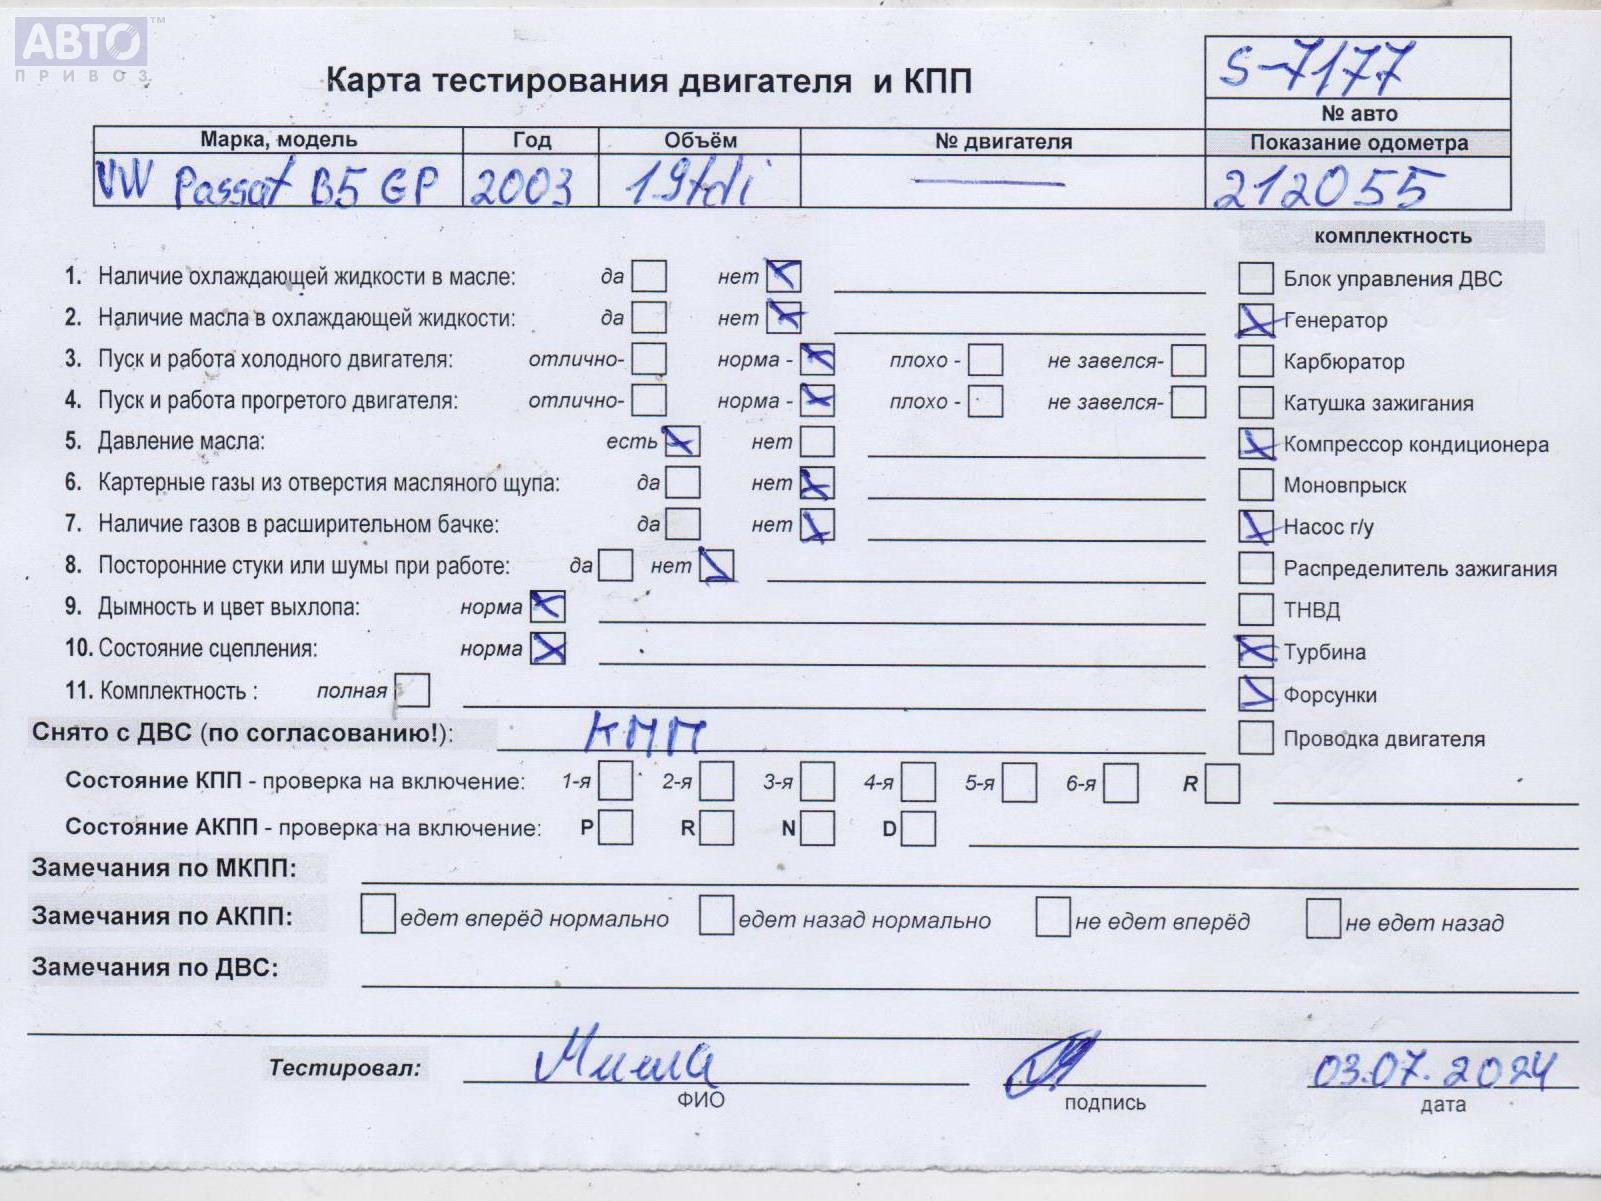 АВТО™
ПРИВОЗ
S-7177
Карта тестирования двигателя и КПП
№ авто
Марка, модель Год Объём № двигателя Показание одометра
VW Passat B5 GP 2003 1.9tdi — 212055
комплектность
1. Наличие охлаждающей жидкости в масле: да нет Блок управления ДВС
2. Наличие масла в охлаждающей жидкости: да нет Генератор
3. Пуск и работа холодного двигателя: отлично- норма - плохо - не завелся- Карбюратор
4. Пуск и работа прогретого двигателя: отлично- норма - плохо - не завелся- Катушка зажигания
5. Давление масла: есть нет Компрессор кондиционера
6. Картерные газы из отверстия масляного щупа: да нет Моновпрыск
7. Наличие газов в расширительном бачке: да нет Насос г/у
8. Посторонние стуки или шумы при работе: да нет Распределитель зажигания
9. Дымность и цвет выхлопа: норма ТНВД
10. Состояние сцепления: норма Турбина
11. Комплектность : полная Форсунки
Снято с ДВС (по согласованию!): КПП Проводка двигателя
Состояние КПП - проверка на включение: 1-я 2-я 3-я 4-я 5-я 6-я R
Состояние АКПП - проверка на включение: P R N D
Замечания по МКПП:
Замечания по АКПП: едет вперёд нормально едет назад нормально не едет вперёд не едет назад
Замечания по ДВС:
Тестировал: Миша 03.07.2024
ФИО подпись дата